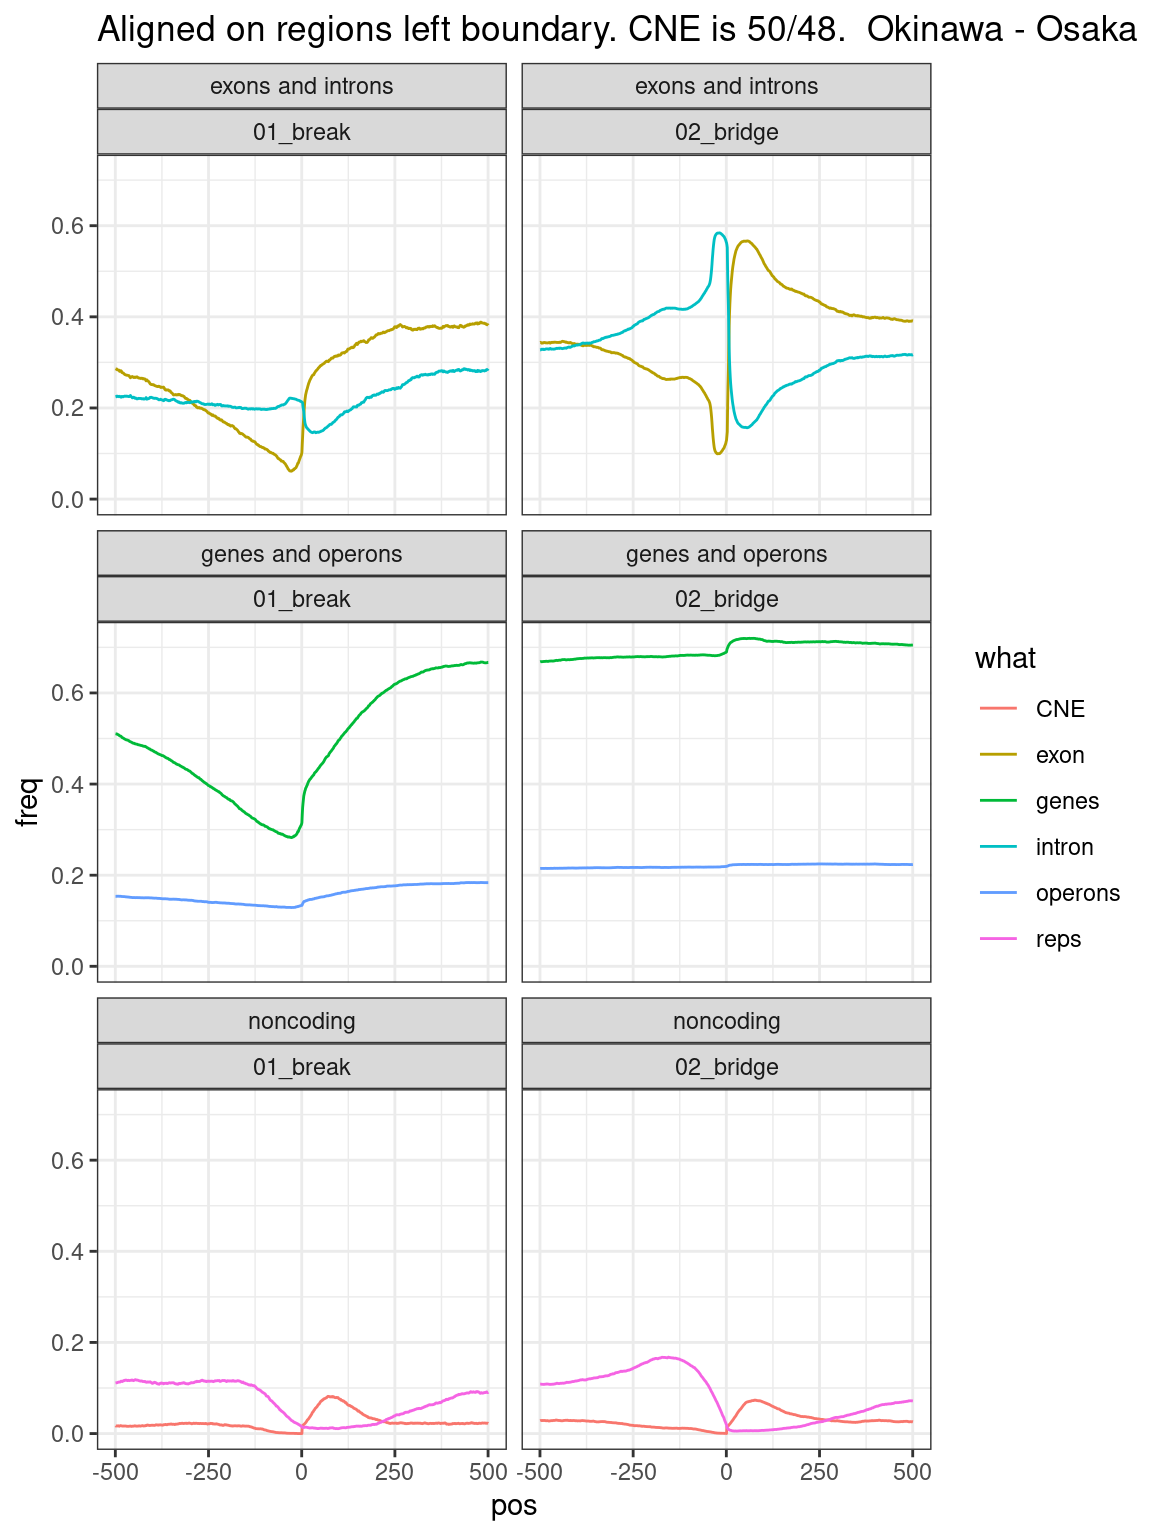 Aligned on regions left boundary. CNE is 50/48.  Okinawa - Osaka
exons and introns
exons and introns
01_break
02_bridge
0.6
0.4
0.2
0.0
genes and operons
genes and operons
01_break
02_bridge
0.6
0.4
0.2
0.0
freq
noncoding
noncoding
01_break
02_bridge
0.6
0.4
0.2
0.0
-500 -250 0 250 500 -500 -250 0 250 500
pos
what
CNE
exon
genes
intron
operons
reps